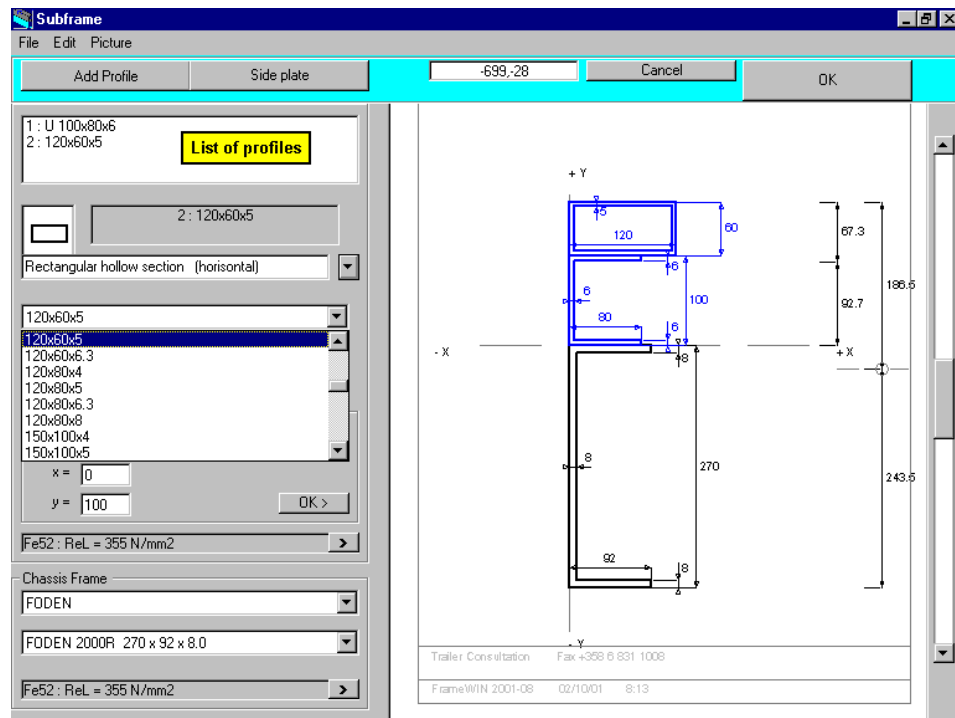 Subframe
File Edit Picture
Add Profile
Side plate
-699,-28
Cancel
OK
1 : U 100x80x6
2 : 120x60x5
List of profiles
2 : 120x60x5
Rectangular hollow section (horisontal)
120x60x5
120x60x5
120x60x6.3
120x80x4
120x80x5
120x80x6.3
120x80x8
150x100x4
150x100x5
x = 0
y = 100
OK >
Fe52 : ReL = 355 N/mm2 >
Chassis Frame
FODEN
FODEN 2000R 270 x 92 x 8.0
Fe52 : ReL = 355 N/mm2 >
+ Y
5
120
60
67.3
6
186.5
6
100
92.7
80
6
- X
+ X
8
8
270
243.5
92
8
- Y
Trailer Consultation Fax +358 6 831 1008
FrameWIN 2001-08 02/10/01 8:13